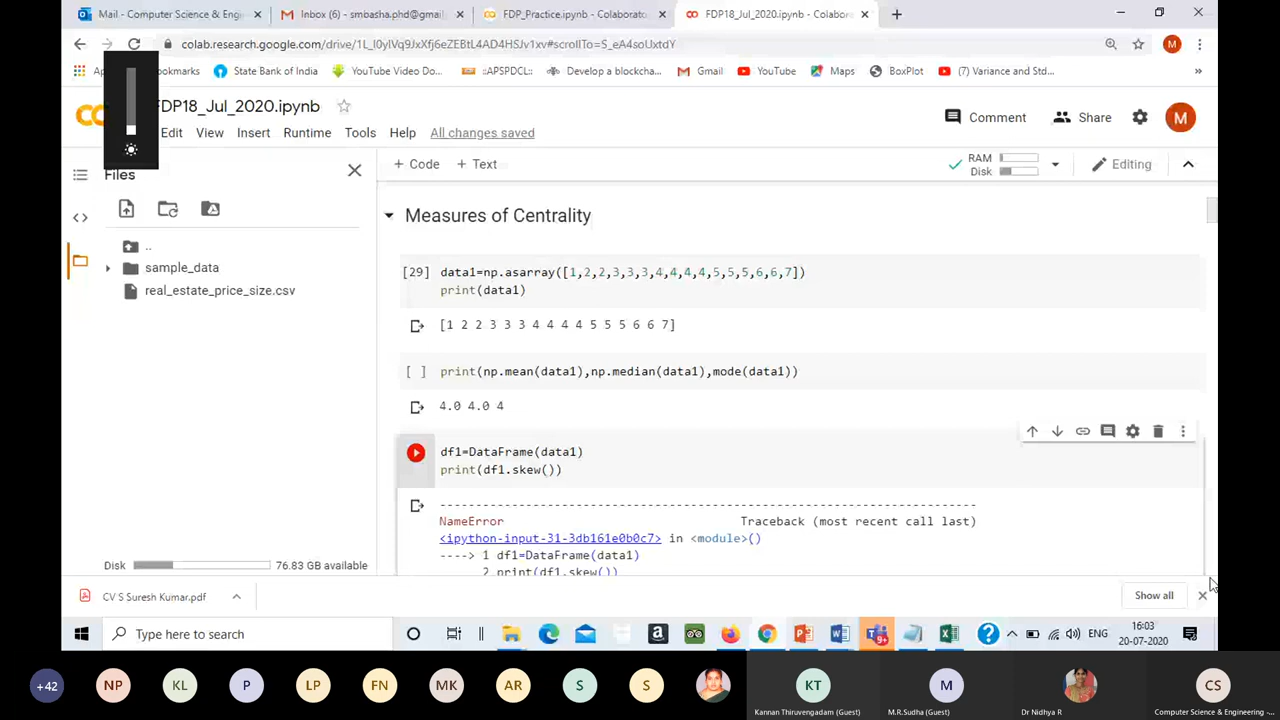 Mail - Computer Science & Engi
Inbox (6) - smbasha.phd@gmail
FDP_Practice.ipynb - Colaborato
FDP18_Jul_2020.ipynb - Colabora
colab.research.google.com/drive/1L_l0ylVq9JxXfj6eZEBtL4AD4HSJv1xv#scrollTo=S_eA4soUxtdY
M
Ap
okmarks
State Bank of India
YouTube Video Do...
::APSPDCL::
Develop a blockcha...
Gmail
YouTube
Maps
BoxPlot
(7) Variance and Std...
»
FDP18_Jul_2020.ipynb
Edit View Insert Runtime Tools Help All changes saved
Comment
Share
M
+ Code + Text
RAM
Disk
Editing
Files
..
sample_data
real_estate_price_size.csv
Disk 76.83 GB available
Measures of Centrality
[29] data1=np.asarray([1,2,2,3,3,3,4,4,4,4,5,5,5,6,6,7])
print(data1)
[1 2 2 3 3 3 4 4 4 4 5 5 5 6 6 7]
[ ] print(np.mean(data1),np.median(data1),mode(data1))
4.0 4.0 4
df1=DataFrame(data1)
print(df1.skew())
---------------------------------------------------------------------------
NameError Traceback (most recent call last)
<ipython-input-31-3db161e0b0c7> in <module>()
----> 1 df1=DataFrame(data1)
2 print(df1.skew())
CV S Suresh Kumar.pdf
Show all
Type here to search
9+
ENG
16:03
20-07-2020
+42
NP
KL
P
LP
FN
MK
AR
S
S
KT
M
CS
Kannan Thiruvengadam (Guest)
M.R.Sudha (Guest)
Dr Nidhya R
Computer Science & Engineering -...